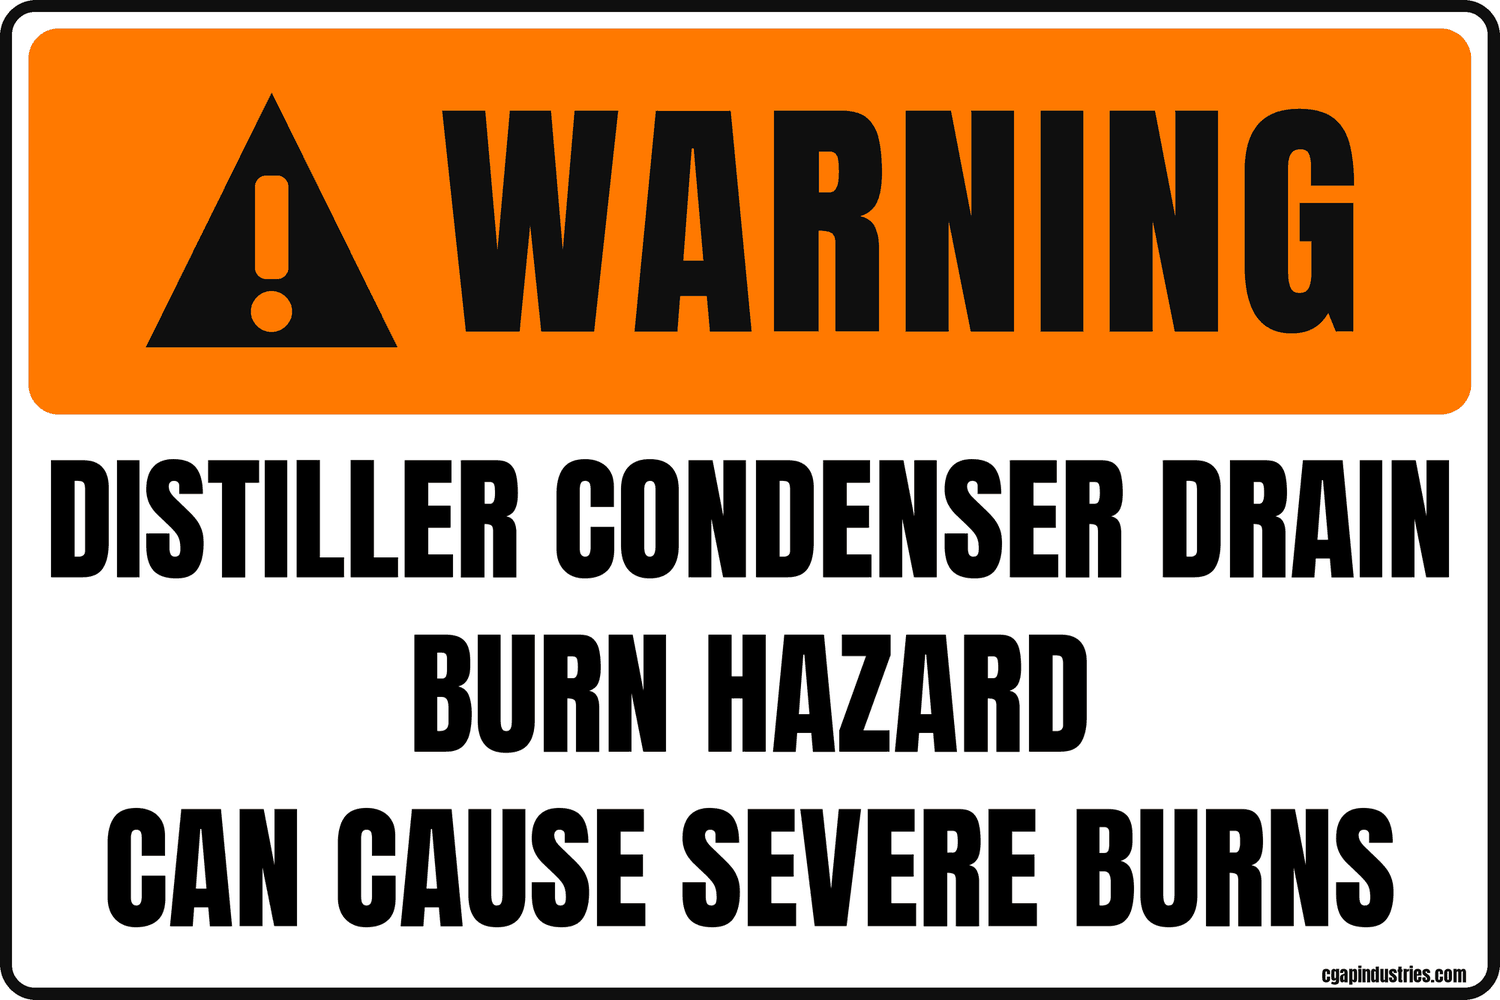 WARNING
DISTILLER CONDENSER DRAIN
BURN HAZARD
CAN CAUSE SEVERE BURNS
cgapindustries.com